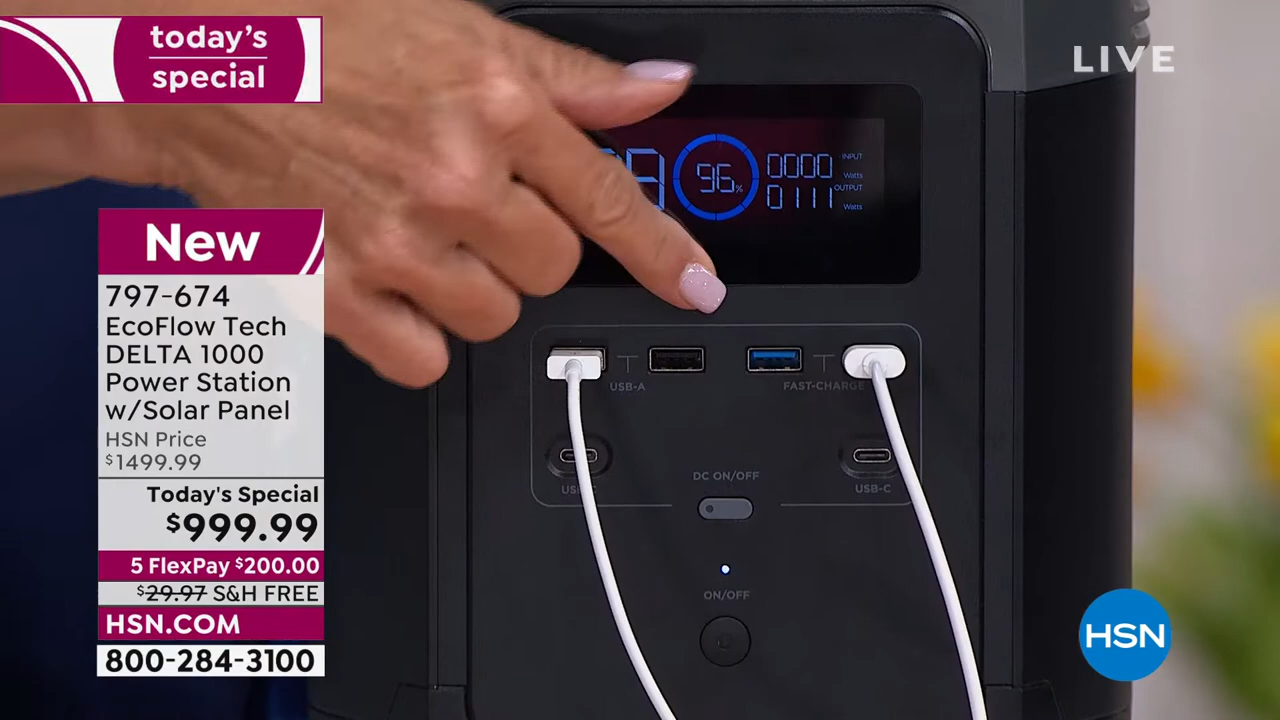 today's
special
LIVE
96%
0000 INPUT
Watts
0111 OUTPUT
Watts
New
797-674
EcoFlow Tech
DELTA 1000
Power Station
w/Solar Panel
HSN Price
$1499.99
Today's Special
$999.99
5 FlexPay $200.00
$29.97 S&H FREE
HSN.COM
800-284-3100
USB-A
FAST-CHARGE
USB-C
DC ON/OFF
ON/OFF
HSN